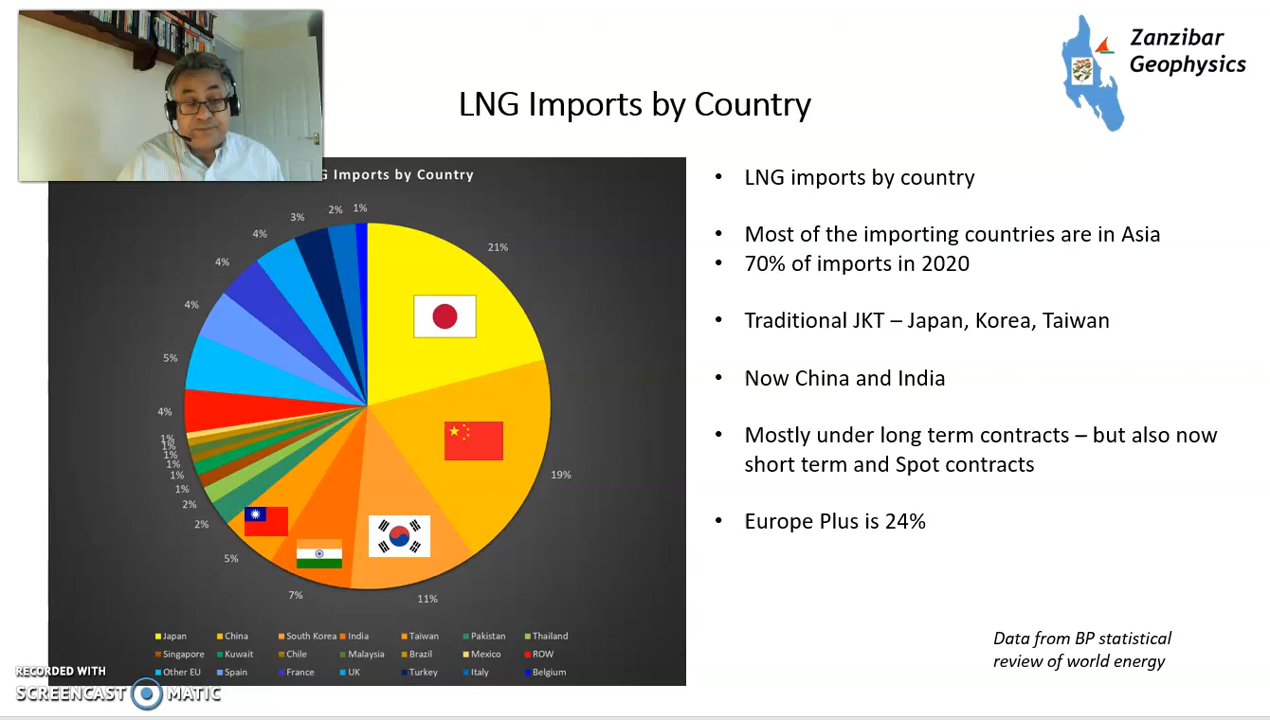 Zanzibar
Geophysics
LNG Imports by Country
G Imports by Country
• LNG imports by country
• Most of the importing countries are in Asia
• 70% of imports in 2020
• Traditional JKT – Japan, Korea, Taiwan
• Now China and India
• Mostly under long term contracts – but also now
short term and Spot contracts
• Europe Plus is 24%
Data from BP statistical
review of world energy
21%
19%
11%
7%
5%
2%
2%
1%
1%
1%
1%
1%
1%
4%
5%
4%
4%
4%
3%
2%
1%
Japan China South Korea India Taiwan Pakistan Thailand
Singapore Kuwait Chile Malaysia Brazil Mexico ROW
Other EU Spain France UK Turkey Italy Belgium
RECORDED WITH
SCREENCAST MATIC